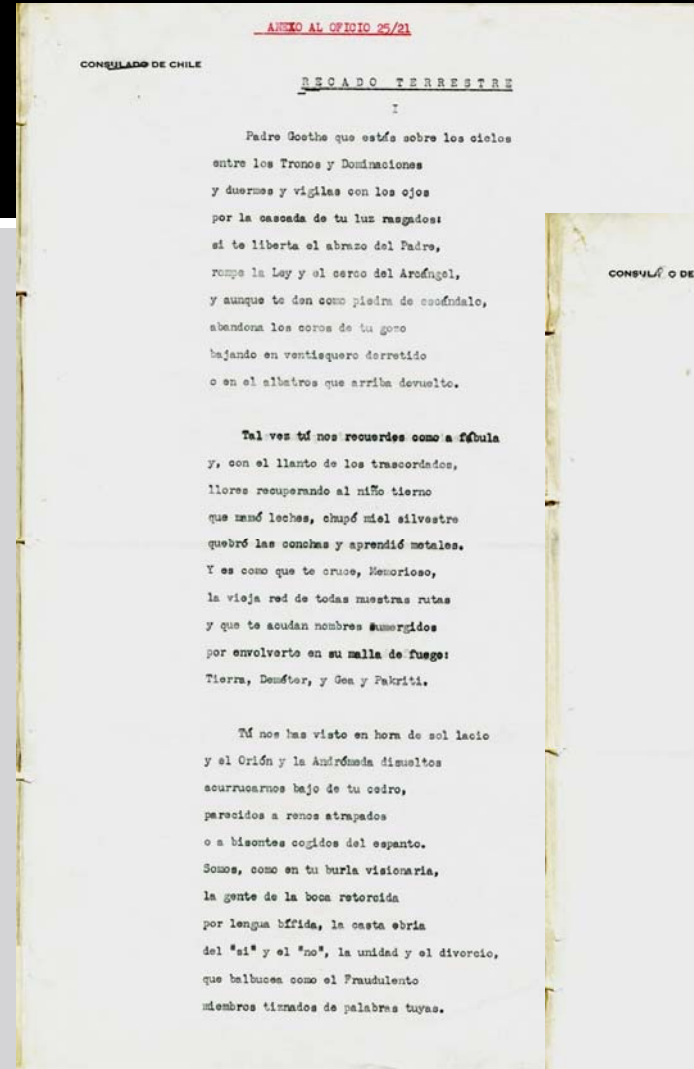 ANEXO AL OFICIO 25/21
CONSULADO DE CHILE
RECADO TERRESTRE
I
Padre Goethe que estás sobre los cielos
entre los Tronos y Dominaciones
y duermes y vigilas con los ojos
por la cascada de tu luz rasgados:
si te liberta el abrazo del Padre,
rompe la Ley y el cerco del Arcángel,
y aunque te den como piedra de escándalo,
abandona los coros de tu gozo
bajando en ventisquero derretido
o en el albatros que arriba devuelto.
Tal vez tú nos recuerdes como a fábula
y, con el llanto de los trascordados,
llores recuperando al niño tierno
que mamó leches, chupó miel silvestre
quebró las conchas y aprendió metales.
Y es como que te cruce, Memorioso,
la vieja red de todas nuestras rutas
y que te acudan nombres sumergidos
por envolverte en su malla de fuego:
Tierra, Deméter, y Gea y Pakriti.
Tú nos has visto en hora de sol lacio
y el Orión y la Andrómeda disueltos
acurrucarnos bajo de tu cedro,
parecidos a renos atrapados
o a bisontes cogidos del espanto.
Somos, como en tu burla visionaria,
la gente de la boca retorcida
por lengua bífida, la casta ebria
del "si" y el "no", la unidad y el divorcio,
que balbucea como el Fraudulento
miembros tiznados de palabras tuyas.
CONSULADO DE